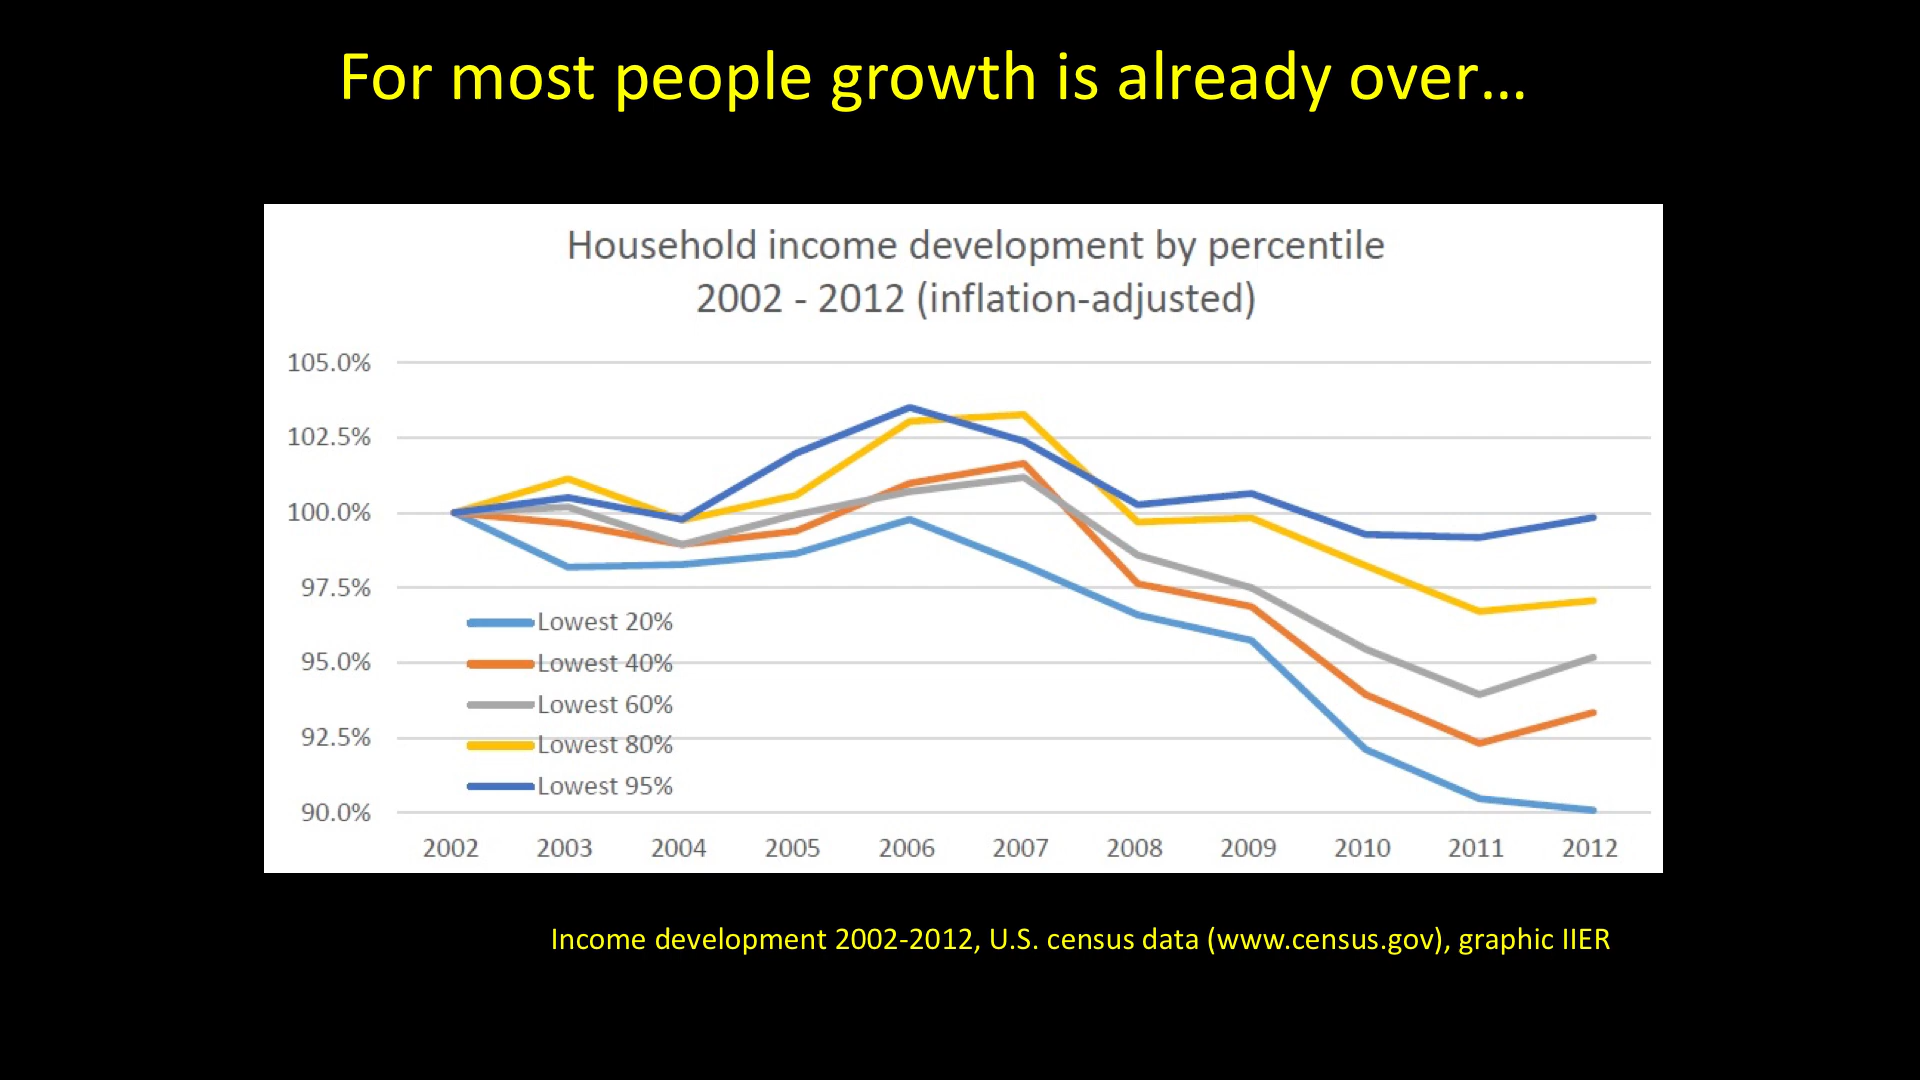 For most people growth is already over...
Household income development by percentile
2002 - 2012 (inflation-adjusted)
105.0%
102.5%
100.0%
97.5%
95.0%
92.5%
90.0%
Lowest 20%
Lowest 40%
Lowest 60%
Lowest 80%
Lowest 95%
2002 2003 2004 2005 2006 2007 2008 2009 2010 2011 2012
Income development 2002-2012, U.S. census data (www.census.gov), graphic IIER